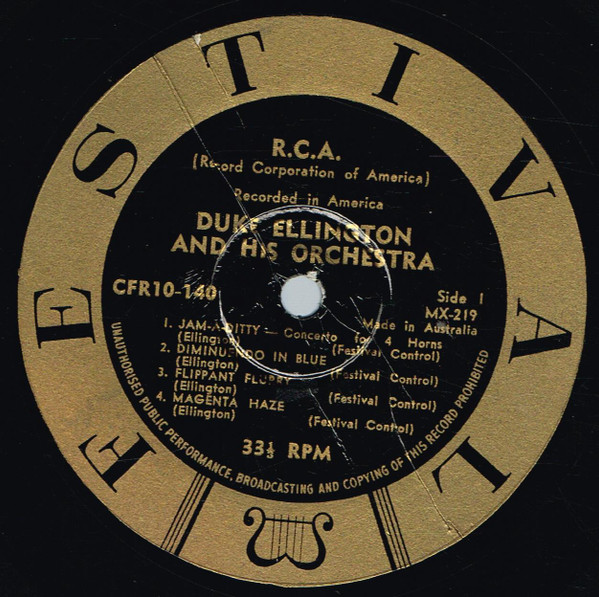 FESTIVAL
R.C.A.
(Record Corporation of America)
Recorded in America
DUKE ELLINGTON
AND HIS ORCHESTRA
CFR10-140
Side 1
MX-219
Made in Australia
1. JAM-A-DITTY — Concerto for 4 Horns
(Ellington) (Festival Control)
2. DIMINUENDO IN BLUE
(Ellington) (Festival Control)
3. FLIPPANT FLURRY
(Ellington) (Festival Control)
4. MAGENTA HAZE
(Ellington) (Festival Control)
33⅓ RPM
UNAUTHORISED PUBLIC PERFORMANCE, BROADCASTING AND COPYING OF THIS RECORD PROHIBITED